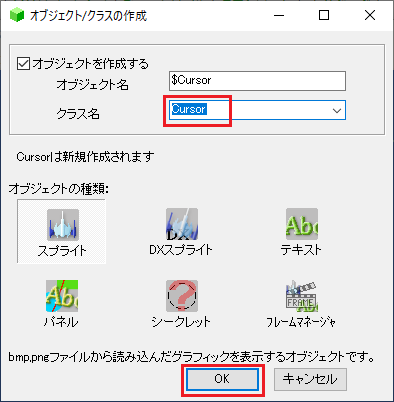 オブジェクト/クラスの作成
オブジェクトを作成する
オブジェクト名 $Cursor
クラス名 Cursor
Cursorは新規作成されます
オブジェクトの種類:
スプライト DXスプライト テキスト
パネル シークレット フレームマネージャ
bmp,pngファイルから読み込んだグラフィックを表示するオブジェクトです。
OK キャンセル